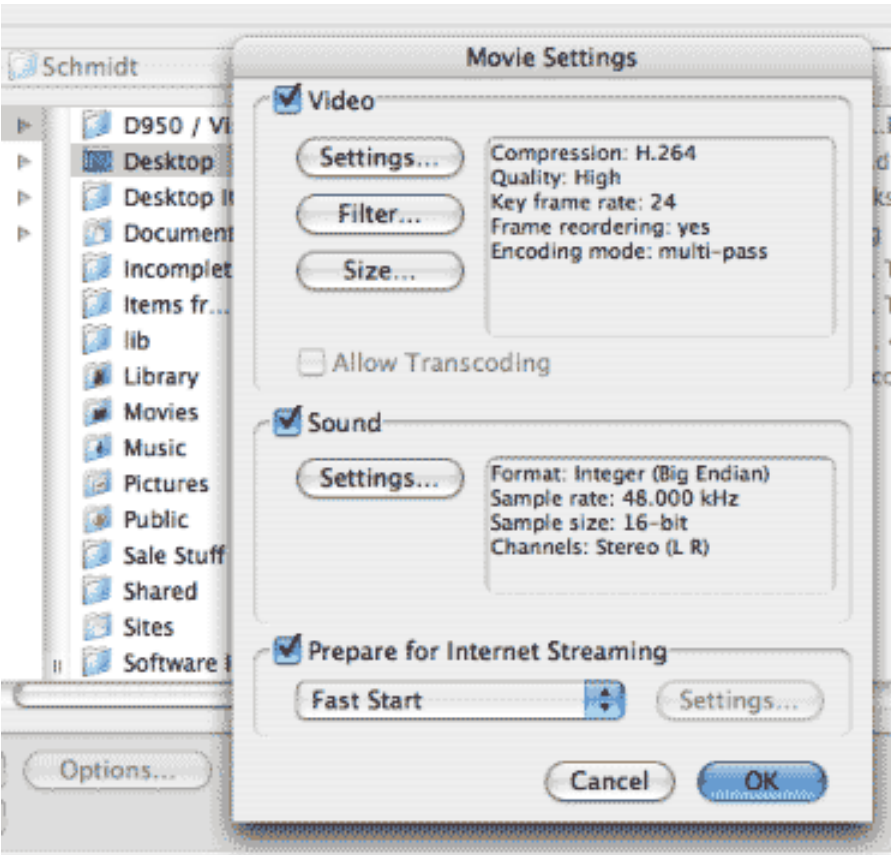 Schmidt
D950 / Vi
Desktop
Desktop I
Document
Incomplet
Items fr...
lib
Library
Movies
Music
Pictures
Public
Sale Stuff
Shared
Sites
Software
Options...
Movie Settings
Video
Settings...
Filter...
Size...
Compression: H.264
Quality: High
Key frame rate: 24
Frame reordering: yes
Encoding mode: multi-pass
Allow Transcoding
Sound
Settings...
Format: Integer (Big Endian)
Sample rate: 48.000 kHz
Sample size: 16-bit
Channels: Stereo (L R)
Prepare for Internet Streaming
Fast Start
Settings...
Cancel
OK